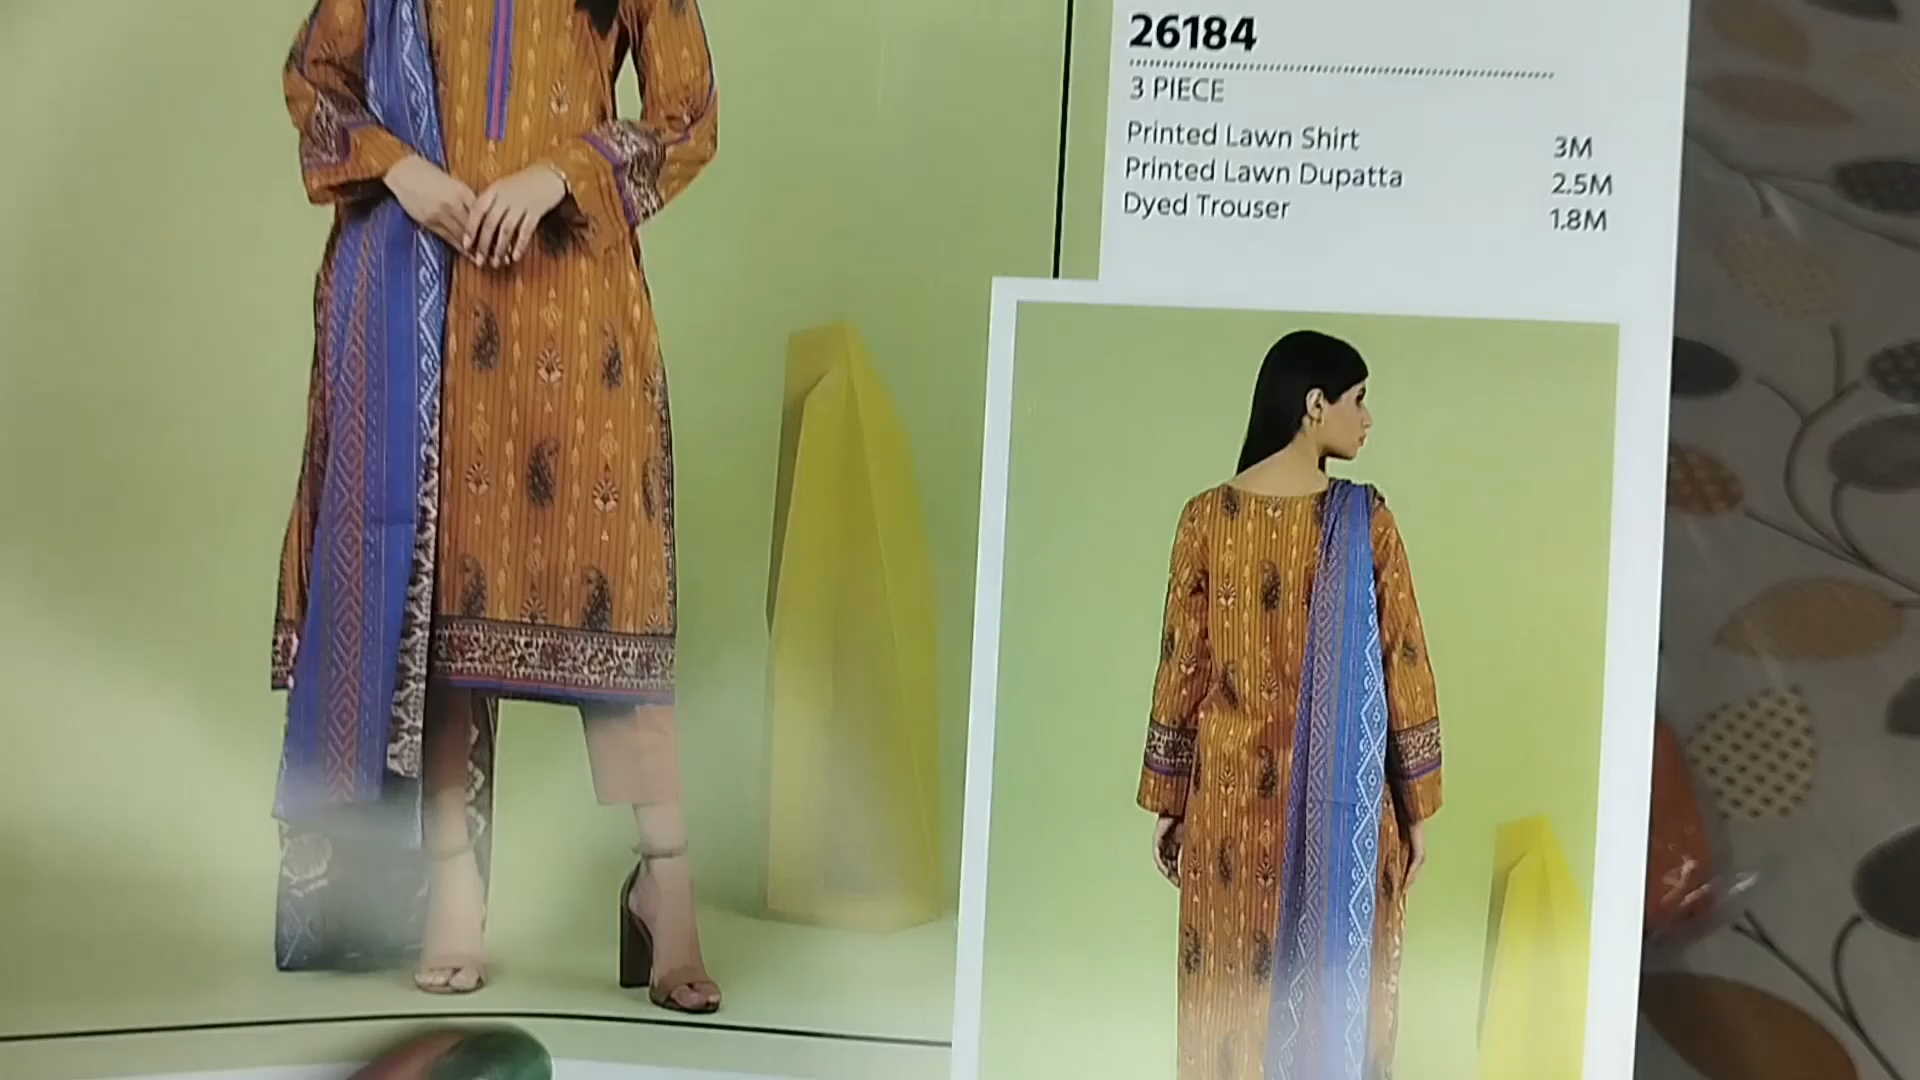 26184
3 PIECE
Printed Lawn Shirt 3M
Printed Lawn Dupatta 2.5M
Dyed Trouser 1.8M